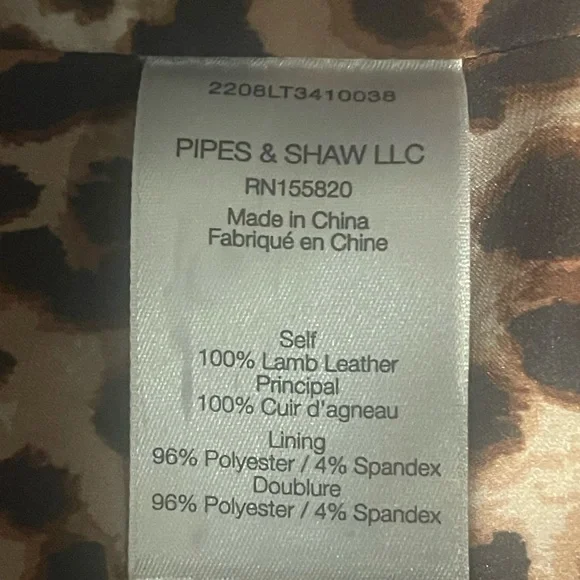 2208LT3410038
PIPES & SHAW LLC
RN155820
Made in China
Fabriqué en Chine
Self
100% Lamb Leather
Principal
100% Cuir d'agneau
Lining
96% Polyester / 4% Spandex
Doublure
96% Polyester / 4% Spandex